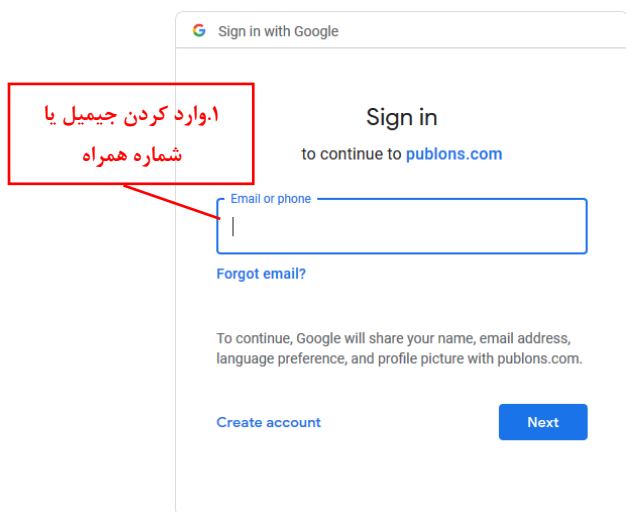 Sign in with Google
۱.وارد کردن جیمیل یا
شماره همراه
Sign in
to continue to publons.com
Email or phone
Forgot email?
To continue, Google will share your name, email address,
language preference, and profile picture with publons.com.
Create account
Next